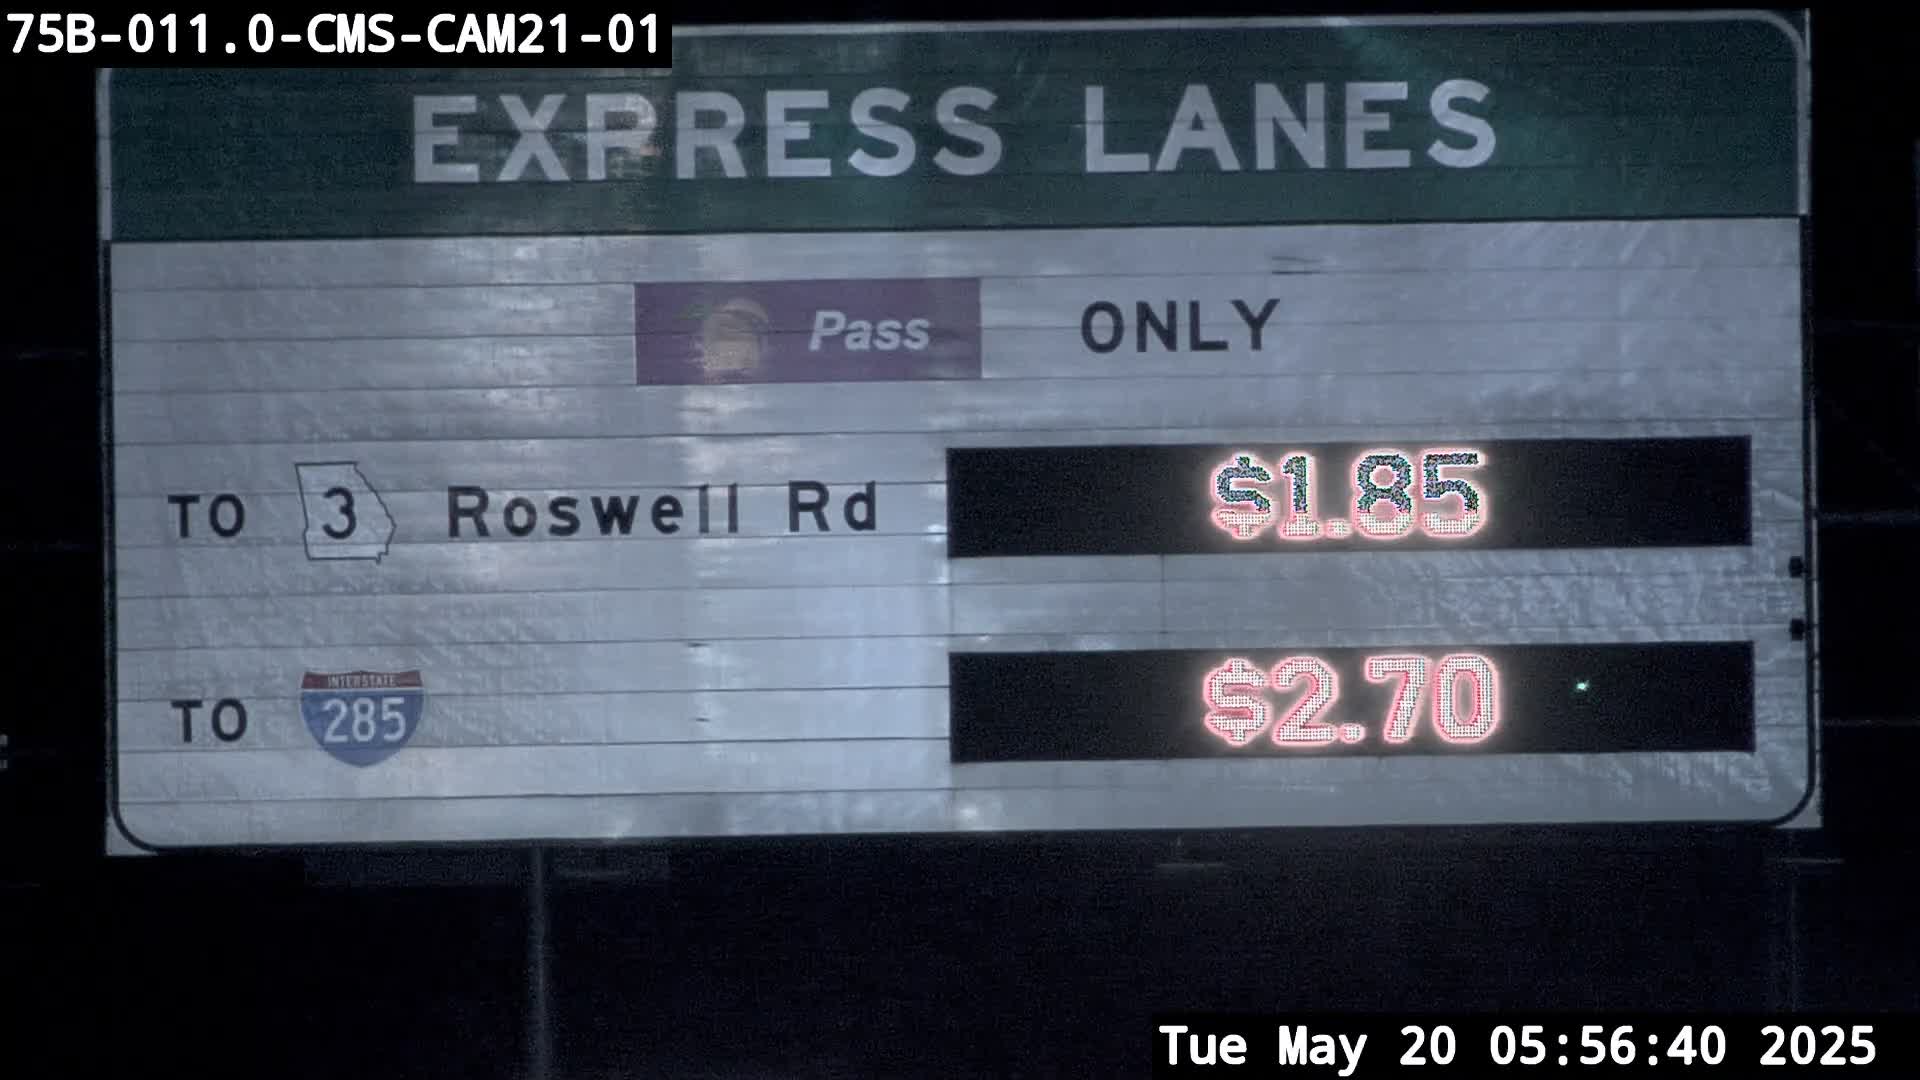 75B-011.0-CMS-CAM21-01
EXPRESS LANES
Pass ONLY
TO 3 Roswell Rd $1.85
INTERSTATE
TO 285 $2.70
Tue May 20 05:56:40 2025